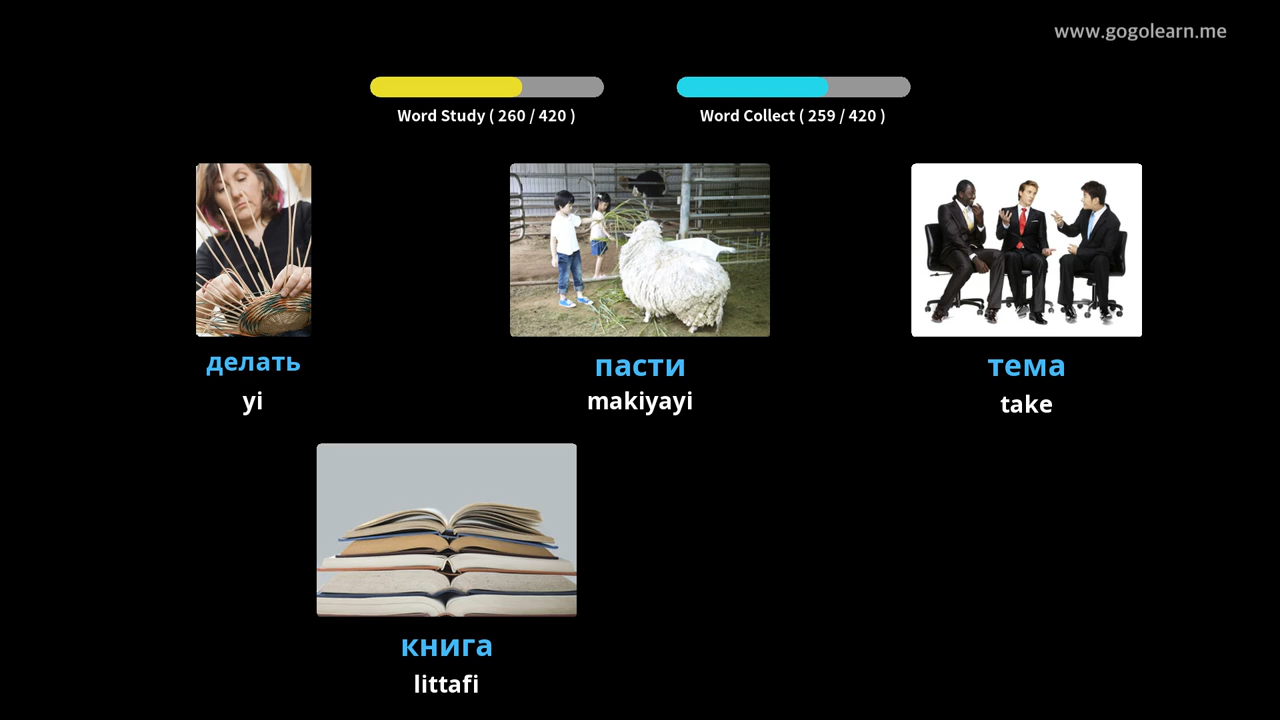 www.gogolearn.me
Word Study ( 260 / 420 )
Word Collect ( 259 / 420 )
делать
yi
пасти
makiyayi
тема
take
книга
littafi